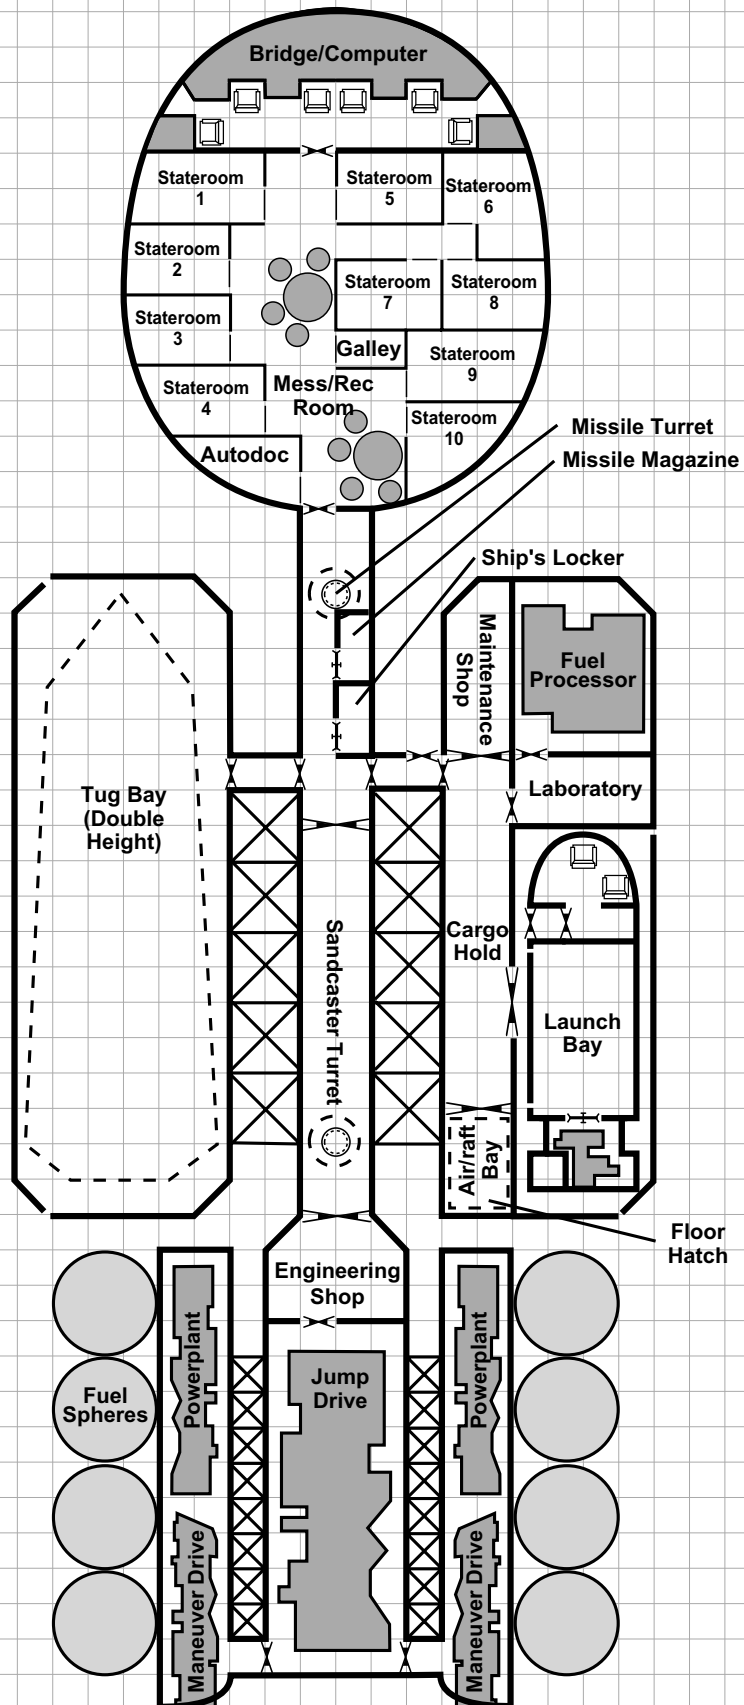 Bridge/Computer
Stateroom
1
Stateroom
5
Stateroom
6
Stateroom
2
Stateroom
7
Stateroom
8
Stateroom
3
Galley
Stateroom
9
Stateroom
4
Mess/Rec
Room
Stateroom
10
Autodoc
Missile Turret
Missile Magazine
Ship's Locker
Maintenance
Shop
Fuel
Processor
Tug Bay
(Double
Height)
Laboratory
Sandcaster Turret
Cargo
Hold
Launch
Bay
Air/raft
Bay
Floor
Hatch
Engineering
Shop
Powerplant
Jump
Drive
Powerplant
Fuel
Spheres
Maneuver Drive
Maneuver Drive